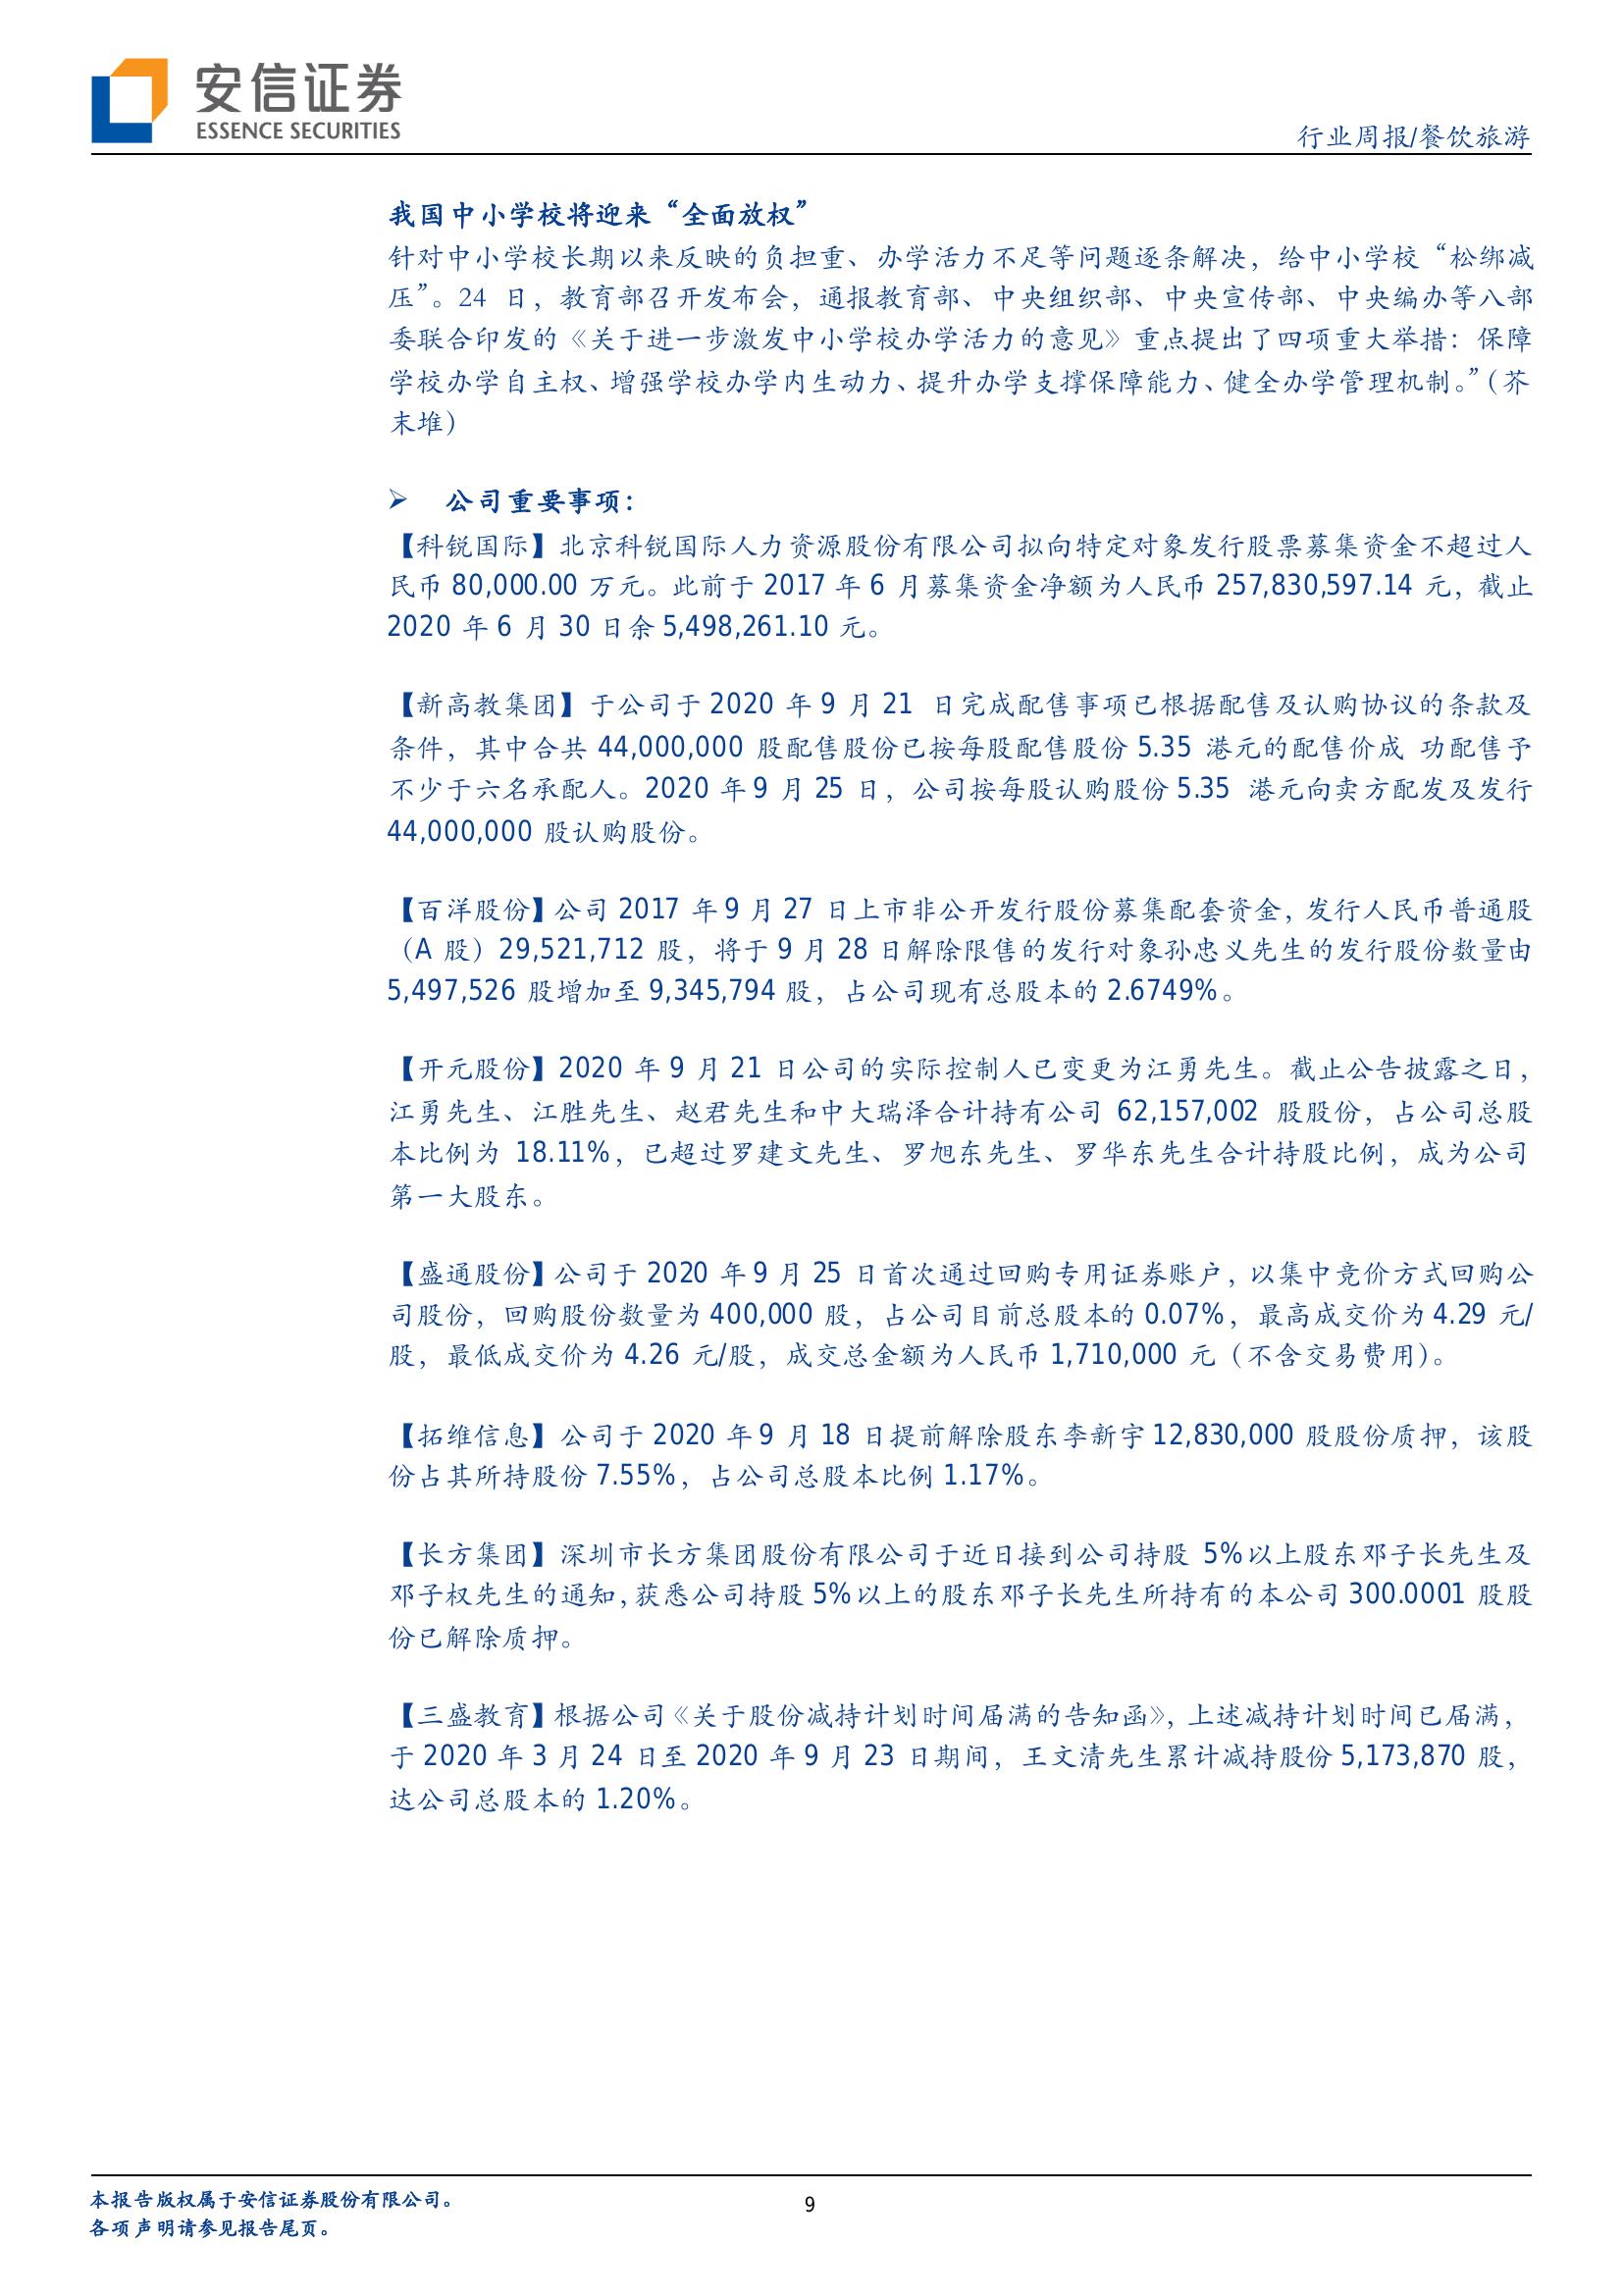 安信证券
ESSENCE SECURITIES
行业周报/餐饮旅游
我国中小学校将迎来“全面放权”
针对中小学校长期以来反映的负担重、办学活力不足等问题逐条解决，给中小学校“松绑减
压”。24 日，教育部召开发布会，通报教育部、中央组织部、中央宣传部、中央编办等八部
委联合印发的《关于进一步激发中小学校办学活力的意见》重点提出了四项重大举措：保障
学校办学自主权、增强学校办学内生动力、提升办学支撑保障能力、健全办学管理机制。”（芥
末堆）
➢ 公司重要事项：
【科锐国际】北京科锐国际人力资源股份有限公司拟向特定对象发行股票募集资金不超过人
民币 80,000.00 万元。此前于 2017 年 6 月募集资金净额为人民币 257,830,597.14 元，截止
2020 年 6 月 30 日余 5,498,261.10 元。
【新高教集团】于公司于 2020 年 9 月 21 日完成配售事项已根据配售及认购协议的条款及
条件，其中合共 44,000,000 股配售股份已按每股配售股份 5.35 港元的配售价成 功配售予
不少于六名承配人。2020 年 9 月 25 日，公司按每股认购股份 5.35 港元向卖方配发及发行
44,000,000 股认购股份。
【百洋股份】公司 2017 年 9 月 27 日上市非公开发行股份募集配套资金，发行人民币普通股
（A 股）29,521,712 股，将于 9 月 28 日解除限售的发行对象孙忠义先生的发行股份数量由
5,497,526 股增加至 9,345,794 股，占公司现有总股本的 2.6749%。
【开元股份】2020 年 9 月 21 日公司的实际控制人已变更为江勇先生。截止公告披露之日，
江勇先生、江胜先生、赵君先生和中大瑞泽合计持有公司 62,157,002 股股份，占公司总股
本比例为 18.11%，已超过罗建文先生、罗旭东先生、罗华东先生合计持股比例，成为公司
第一大股东。
【盛通股份】公司于 2020 年 9 月 25 日首次通过回购专用证券账户，以集中竞价方式回购公
司股份，回购股份数量为 400,000 股，占公司目前总股本的 0.07%，最高成交价为 4.29 元/
股，最低成交价为 4.26 元/股，成交总金额为人民币 1,710,000 元（不含交易费用）。
【拓维信息】公司于 2020 年 9 月 18 日提前解除股东李新宇 12,830,000 股股份质押，该股
份占其所持股份 7.55%，占公司总股本比例 1.17%。
【长方集团】深圳市长方集团股份有限公司于近日接到公司持股 5%以上股东邓子长先生及
邓子权先生的通知，获悉公司持股 5%以上的股东邓子长先生所持有的本公司 300.0001 股股
份已解除质押。
【三盛教育】根据公司《关于股份减持计划时间届满的告知函》，上述减持计划时间已届满，
于 2020 年 3 月 24 日至 2020 年 9 月 23 日期间，王文清先生累计减持股份 5,173,870 股，
达公司总股本的 1.20%。
本报告版权属于安信证券股份有限公司。
各项声明请参见报告尾页。
9